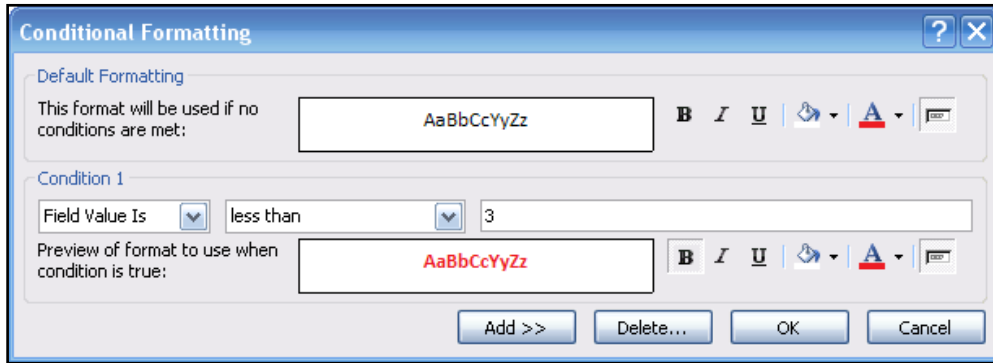 Conditional Formatting
?
Default Formatting
This format will be used if no
conditions are met:
AaBbCcYyZz
B I U A
Condition 1
Field Value Is less than 3
Preview of format to use when
condition is true:
AaBbCcYyZz
B I U A
Add >> Delete... OK Cancel